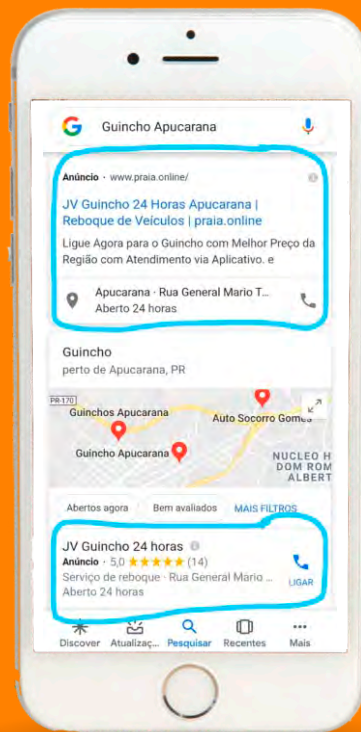 Guincho Apucarana
Anúncio · www.praia.online/
JV Guincho 24 Horas Apucarana |
Reboque de Veículos | praia.online
Ligue Agora para o Guincho com Melhor Preço da
Região com Atendimento via Aplicativo. e
Apucarana · Rua General Mario T...
Aberto 24 horas
Guincho
perto de Apucarana, PR
PR-170
Guinchos Apucarana
Auto Socorro Gomes
Guincho Apucarana
NUCLEO H
DOM ROM
ALBERT
Abertos agora
Bem avaliados
MAIS FILTROS
JV Guincho 24 horas
Anúncio · 5,0 ★★★★★ (14)
Serviço de reboque · Rua General Mario ...
LIGAR
Aberto 24 horas
Discover
Atualizaç...
Pesquisar
Recentes
Mais